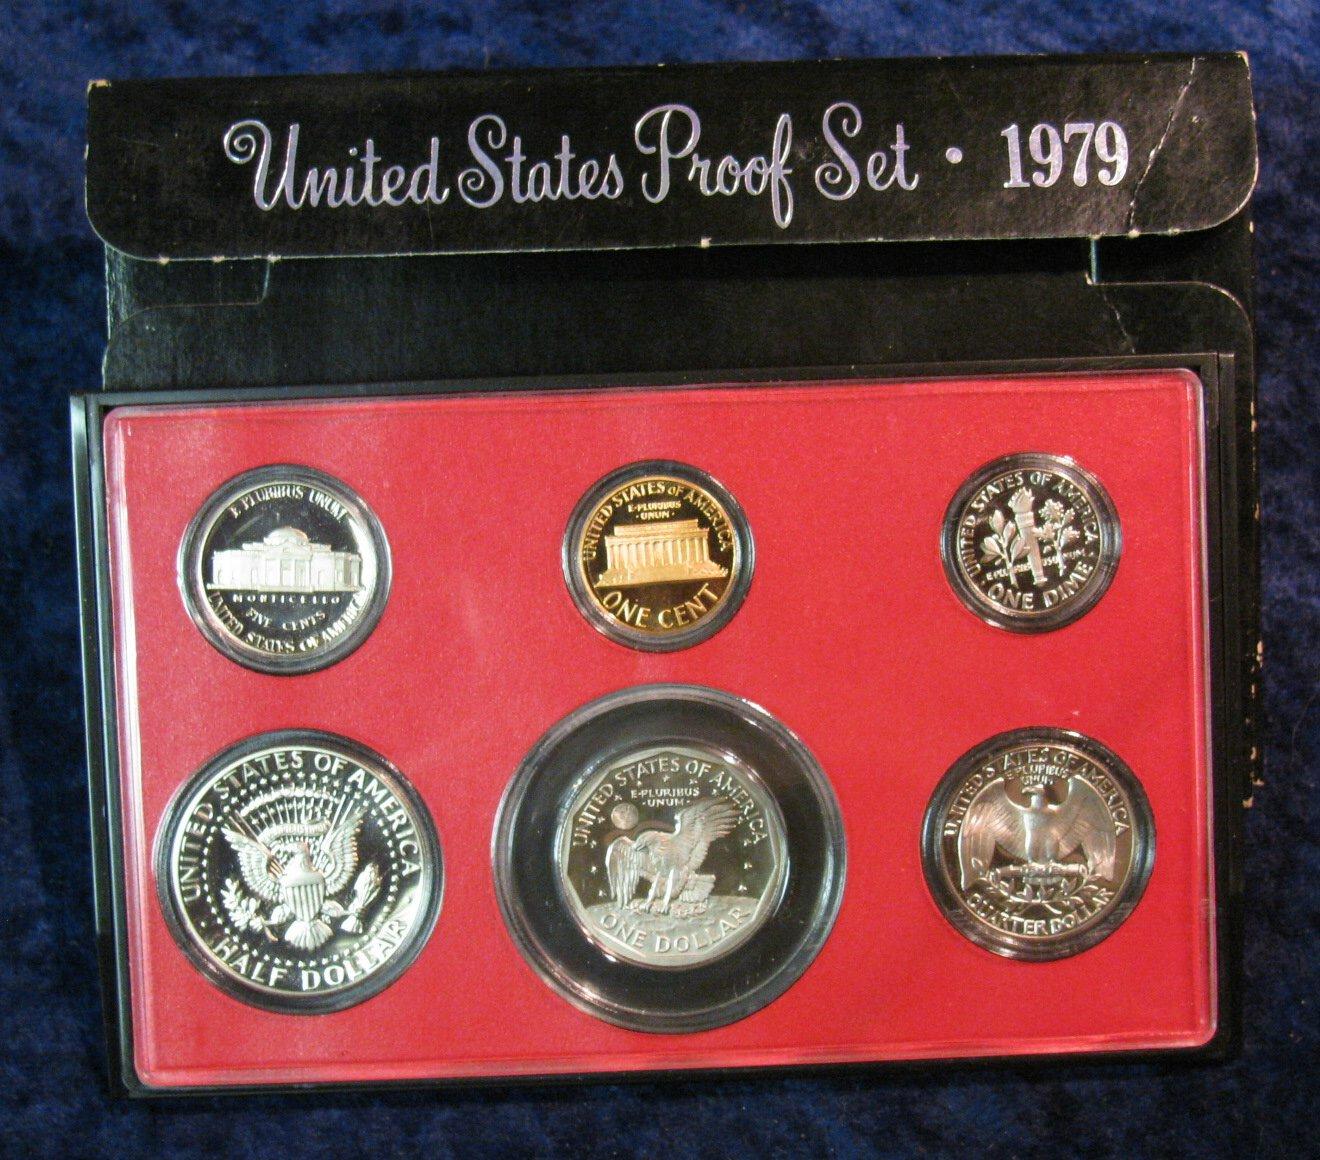 United States Proof Set · 1979
E PLURIBUS UNUM
MONTICELLO
FIVE CENTS
UNITED STATES OF AMERICA
UNITED STATES OF AMERICA
E·PLURIBUS
·UNUM·
ONE CENT
UNITED STATES OF AMERICA
E PLURIBUS UNUM
ONE DIME
UNITED STATES OF AMERICA
HALF DOLLAR
UNITED STATES OF AMERICA
E·PLURIBUS
·UNUM·
ONE DOLLAR
UNITED STATES OF AMERICA
E·PLURIBUS
UNUM
QUARTER DOLLAR